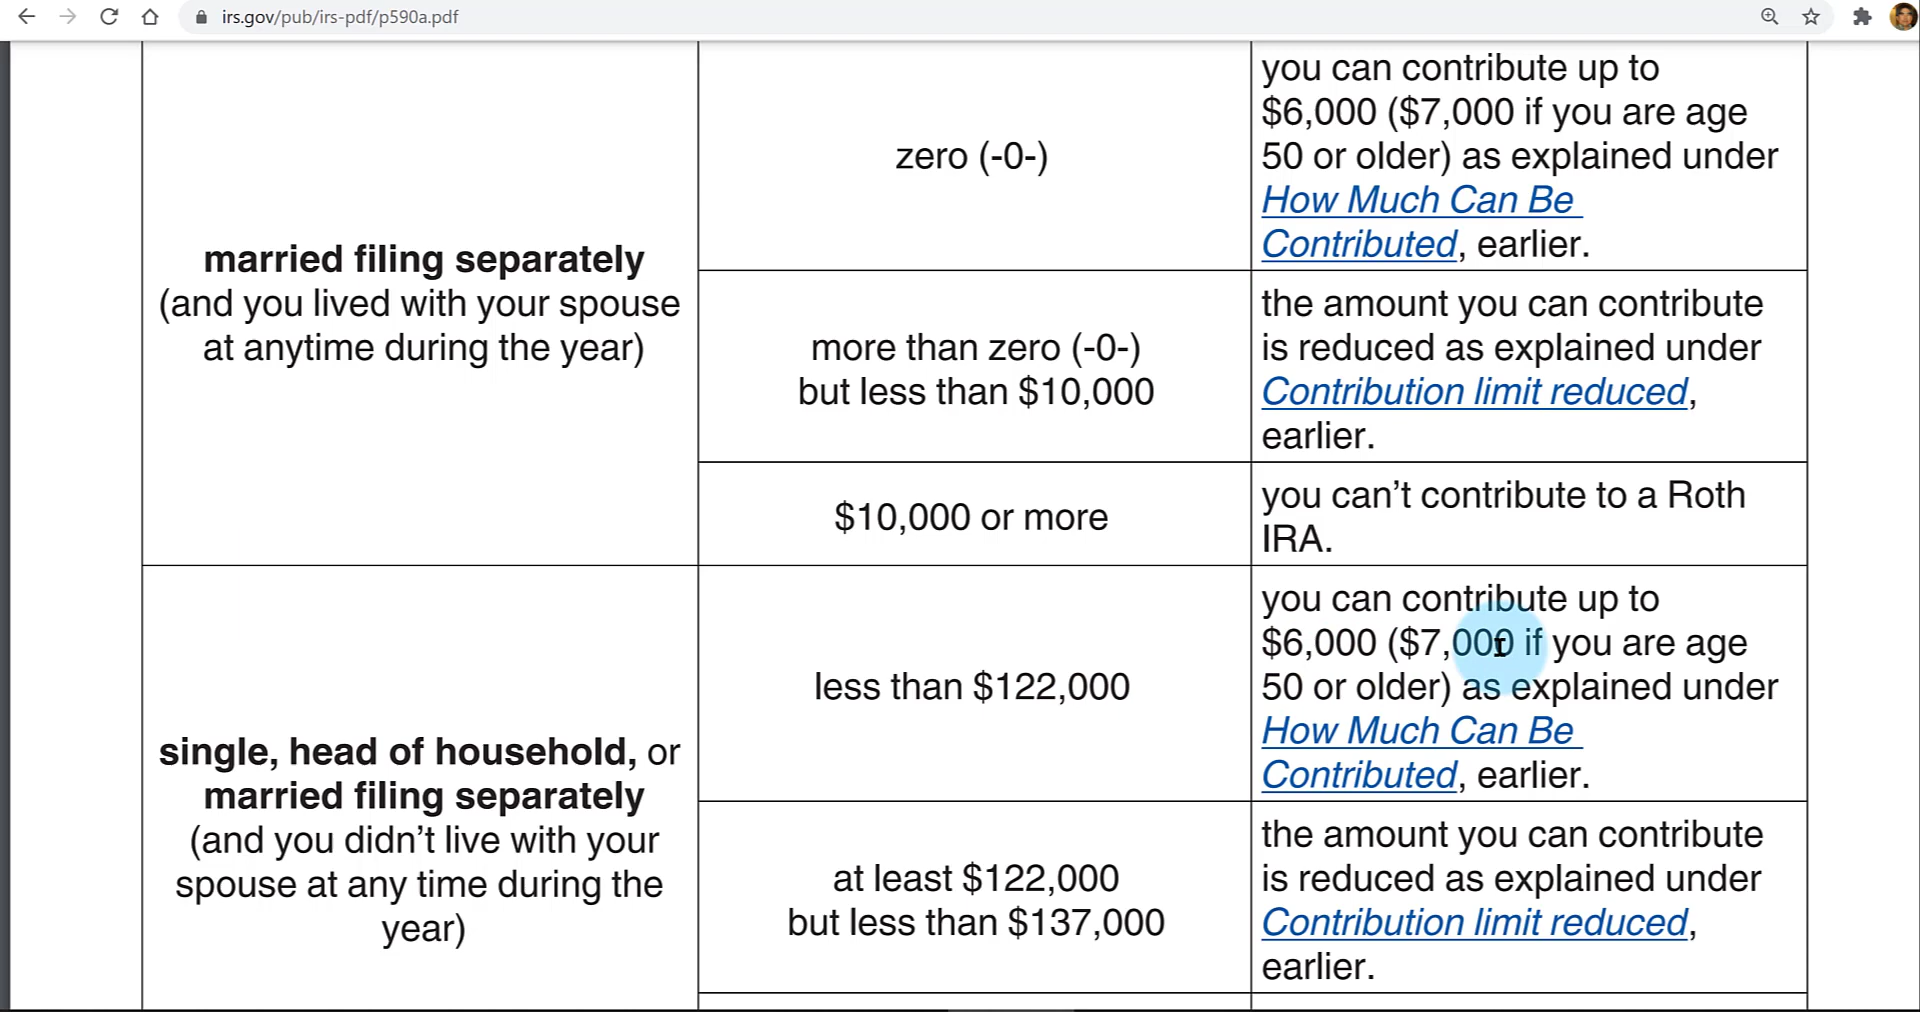 irs.gov/pub/irs-pdf/p590a.pdf
married filing separately
(and you lived with your spouse
at anytime during the year)
zero (-0-)
you can contribute up to
$6,000 ($7,000 if you are age
50 or older) as explained under
How Much Can Be
Contributed, earlier.
more than zero (-0-)
but less than $10,000
the amount you can contribute
is reduced as explained under
Contribution limit reduced,
earlier.
$10,000 or more
you can’t contribute to a Roth
IRA.
single, head of household, or
married filing separately
(and you didn’t live with your
spouse at any time during the
year)
less than $122,000
you can contribute up to
$6,000 ($7,000 if you are age
50 or older) as explained under
How Much Can Be
Contributed, earlier.
at least $122,000
but less than $137,000
the amount you can contribute
is reduced as explained under
Contribution limit reduced,
earlier.